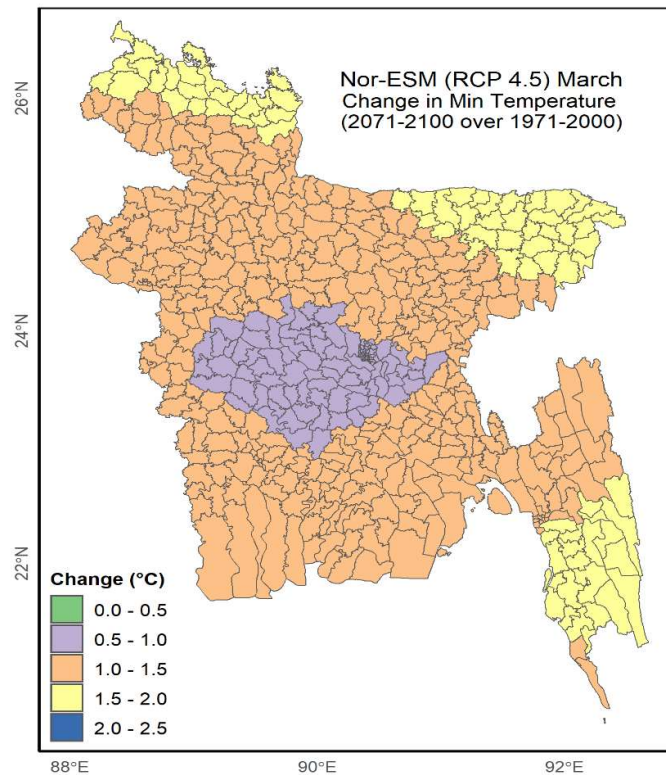 Nor-ESM (RCP 4.5) March
Change in Min Temperature
(2071-2100 over 1971-2000)
26°N
24°N
22°N
Change (°C)
0.0 - 0.5
0.5 - 1.0
1.0 - 1.5
1.5 - 2.0
2.0 - 2.5
88°E
90°E
92°E